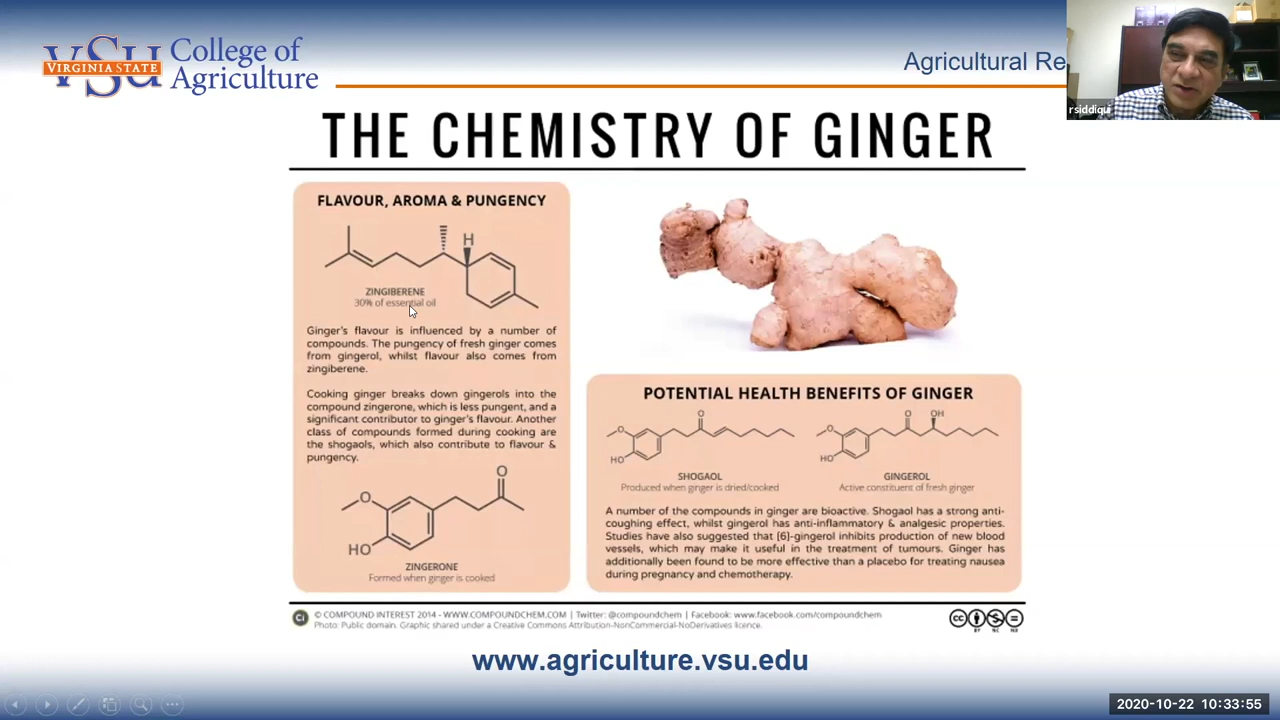 VSU
VIRGINIA STATE
College of
Agriculture
Agricultural Re
rsiddiqui
THE CHEMISTRY OF GINGER
FLAVOUR, AROMA & PUNGENCY
H
ZINGIBERENE
30% of essential oil
Ginger's flavour is influenced by a number of
compounds. The pungency of fresh ginger comes
from gingerol, whilst flavour also comes from
zingiberene.
Cooking ginger breaks down gingerols into the
compound zingerone, which is less pungent, and a
significant contributor to ginger's flavour. Another
class of compounds formed during cooking are
the shogaols, which also contribute to flavour &
pungency.
O
O
HO
ZINGERONE
Formed when ginger is cooked
POTENTIAL HEALTH BENEFITS OF GINGER
O
O
HO
SHOGAOL
Produced when ginger is dried/cooked
O OH
O
HO
GINGEROL
Active constituent of fresh ginger
A number of the compounds in ginger are bioactive. Shogaol has a strong anti-
coughing effect, whilst gingerol has anti-inflammatory & analgesic properties.
Studies have also suggested that [6]-gingerol inhibits production of new blood
vessels, which may make it useful in the treatment of tumours. Ginger has
additionally been found to be more effective than a placebo for treating nausea
during pregnancy and chemotherapy.
Ci
© COMPOUND INTEREST 2014 - WWW.COMPOUNDCHEM.COM | Twitter: @compoundchem | Facebook: www.facebook.com/compoundchem
Photo: Public domain. Graphic shared under a Creative Commons Attribution-NonCommercial-NoDerivatives licence.
cc
BY NC ND
www.agriculture.vsu.edu
2020-10-22 10:33:55